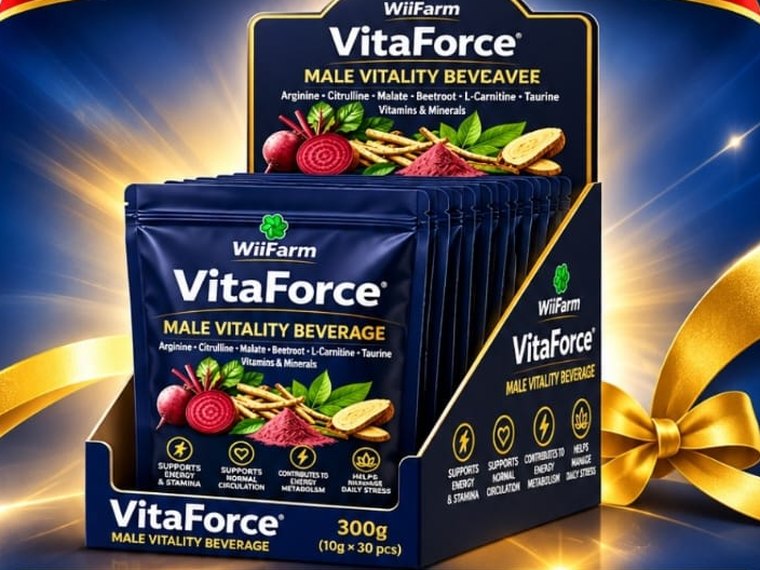 WiiFarm
VitaForce®
MALE VITALITY BEVEAVEE
Arginine • Citrulline • Malate • Beetroot • L-Carnitine • Taurine
Vitamins & Minerals
WiiFarm
VitaForce®
MALE VITALITY BEVERAGE
Arginine • Citrulline • Malate • Beetroot • L-Carnitine • Taurine
Vitamins & Minerals
SUPPORTS
ENERGY
& STAMINA
SUPPORTS
NORMAL
CIRCULATION
CONTRIBUTES TO
ENERGY
METABOLISM
HELPS
DAILY STRESS
WiiFarm
VitaForce®
MALE VITALITY BEVERAGE
SUPPORTS
ENERGY
& STAMINA
SUPPORTS
NORMAL
CIRCULATION
CONTRIBUTES TO
ENERGY
METABOLISM
HELPS
MANAGE
DAILY STRESS
VitaForce®
MALE VITALITY BEVERAGE
300g
(10g × 30 pcs)